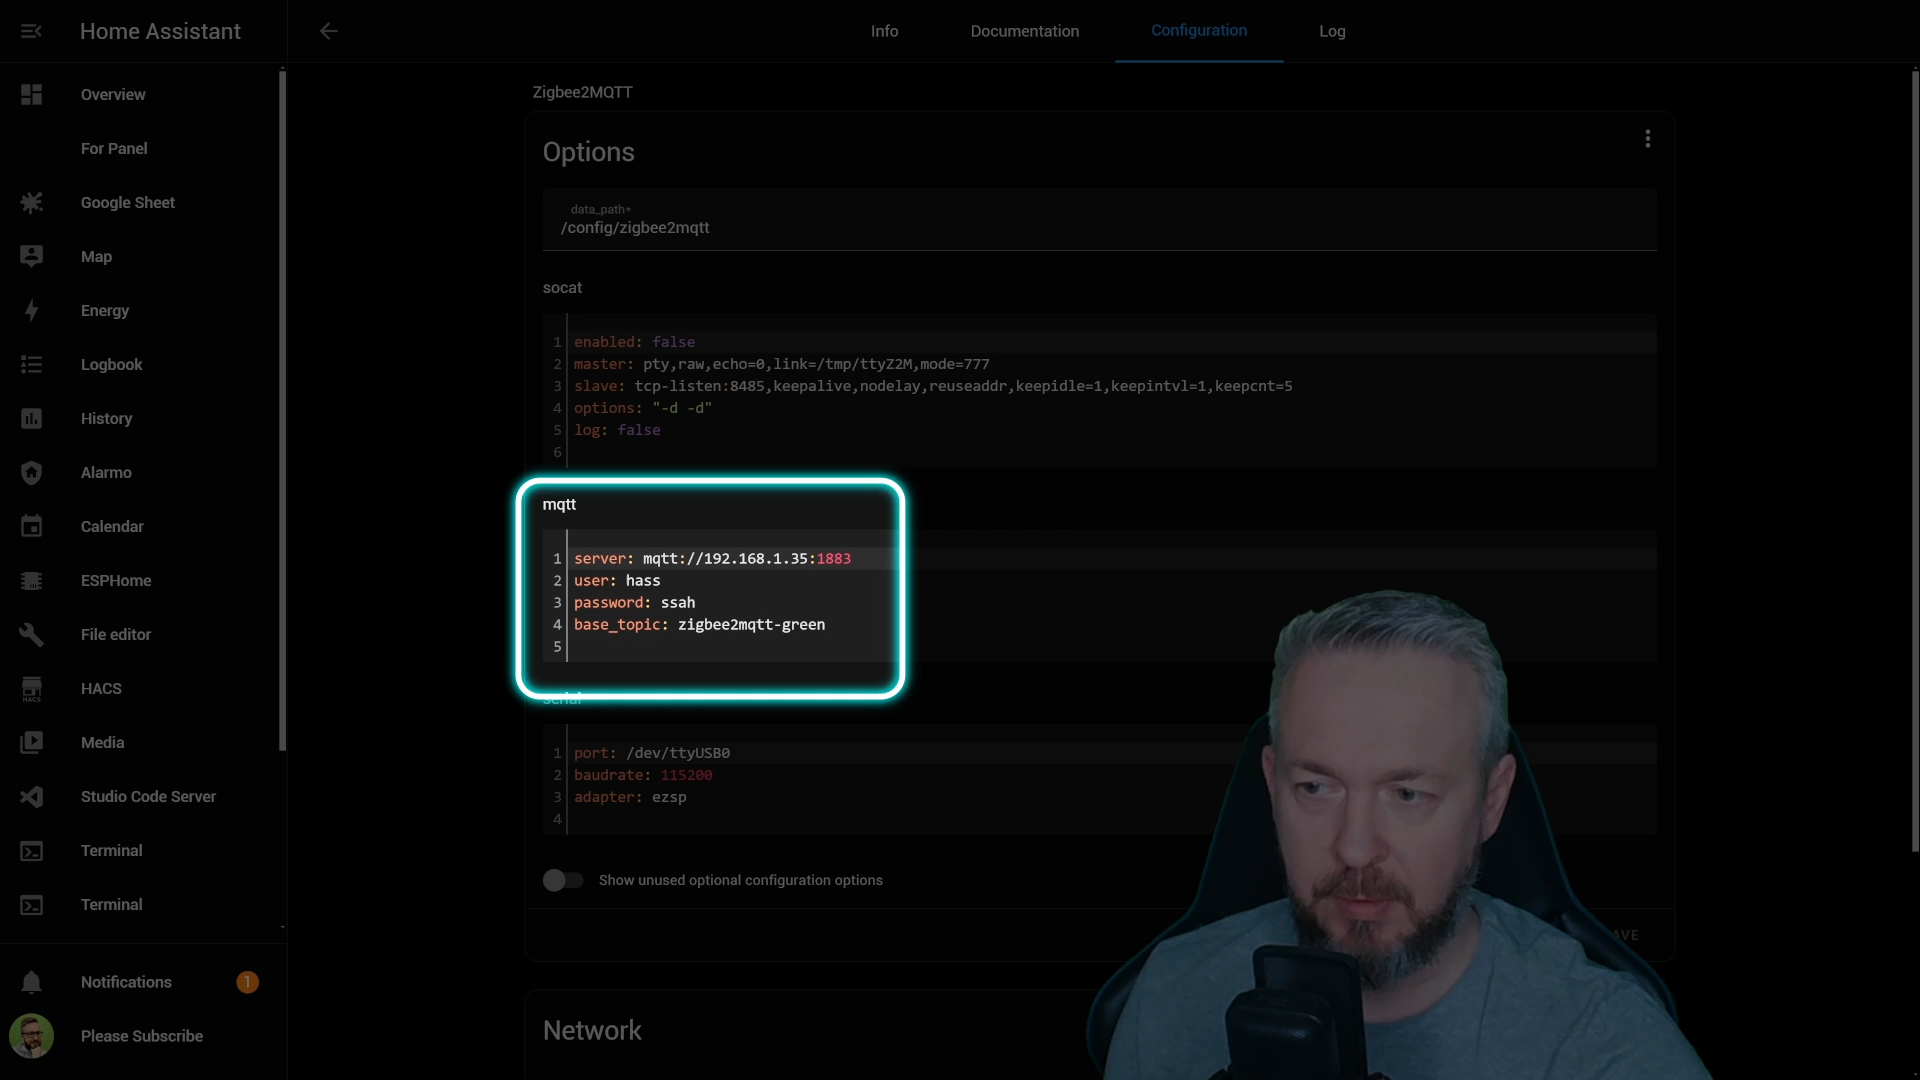 Home Assistant
Info
Documentation
Configuration
Log
Overview
For Panel
Google Sheet
Map
Energy
Logbook
History
Alarmo
Calendar
ESPHome
File editor
HACS
HACS
Media
Studio Code Server
Terminal
Terminal
Notifications
1
Please Subscribe
Zigbee2MQTT
Options
data_path*
/config/zigbee2mqtt
socat
1 enabled: false
2 master: pty,raw,echo=0,link=/tmp/ttyZ2M,mode=777
3 slave: tcp-listen:8485,keepalive,nodelay,reuseaddr,keepidle=1,keepintvl=1,keepcnt=5
4 options: "-d -d"
5 log: false
6
mqtt
1 server: mqtt://192.168.1.35:1883
2 user: hass
3 password: ssah
4 base_topic: zigbee2mqtt-green
5
serial
1 port: /dev/ttyUSB0
2 baudrate: 115200
3 adapter: ezsp
4
Show unused optional configuration options
AVE
Network